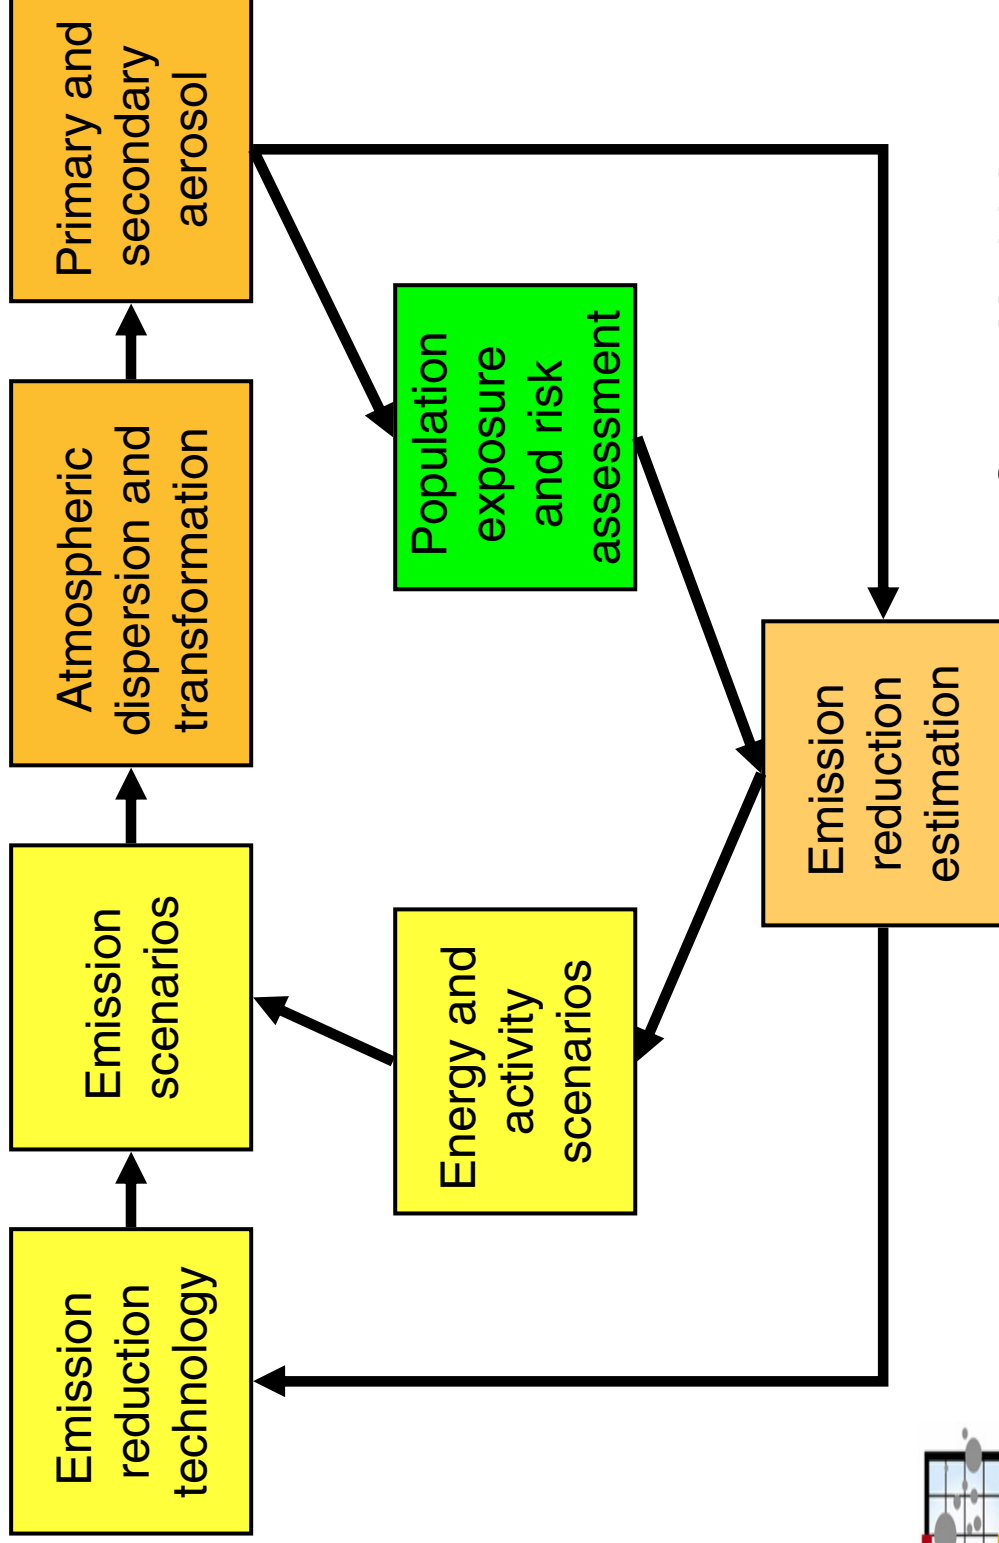 Emission
reduction
technology
Emission
scenarios
Atmospheric
dispersion and
transformation
Primary and
secondary
aerosol
Energy and
activity
scenarios
Population
exposure
and risk
assessment
Emission
reduction
estimation